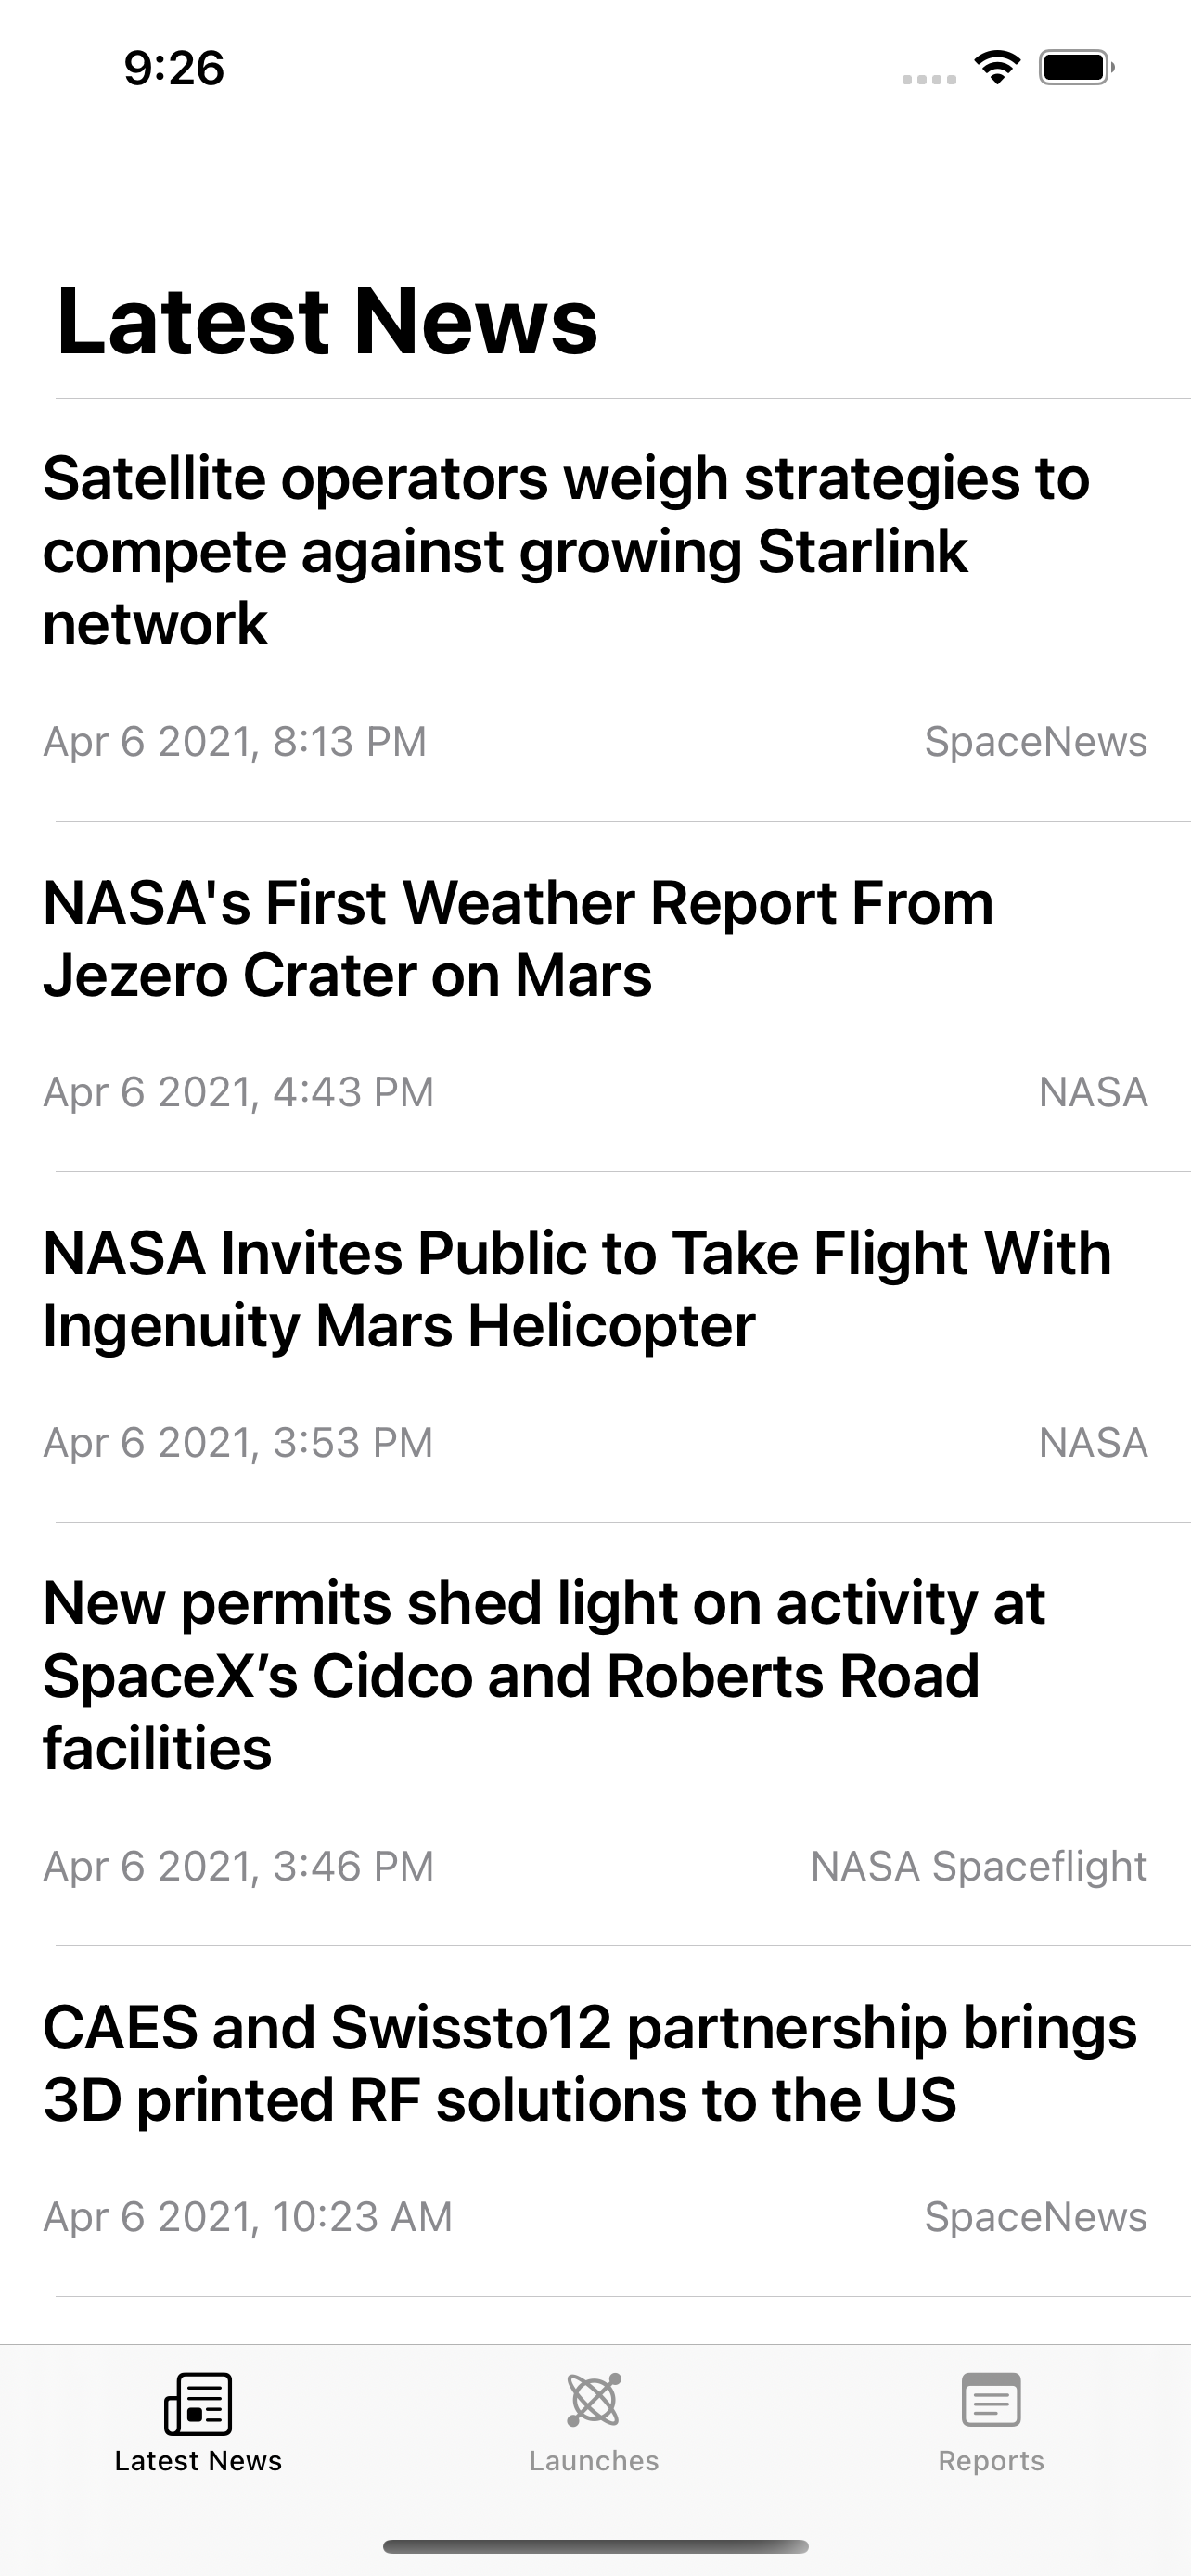 9:26
Latest News
Satellite operators weigh strategies to
compete against growing Starlink
network
Apr 6 2021, 8:13 PM
SpaceNews
NASA's First Weather Report From
Jezero Crater on Mars
Apr 6 2021, 4:43 PM
NASA
NASA Invites Public to Take Flight With
Ingenuity Mars Helicopter
Apr 6 2021, 3:53 PM
NASA
New permits shed light on activity at
SpaceX’s Cidco and Roberts Road
facilities
Apr 6 2021, 3:46 PM
NASA Spaceflight
CAES and Swissto12 partnership brings
3D printed RF solutions to the US
Apr 6 2021, 10:23 AM
SpaceNews
Latest News
Launches
Reports